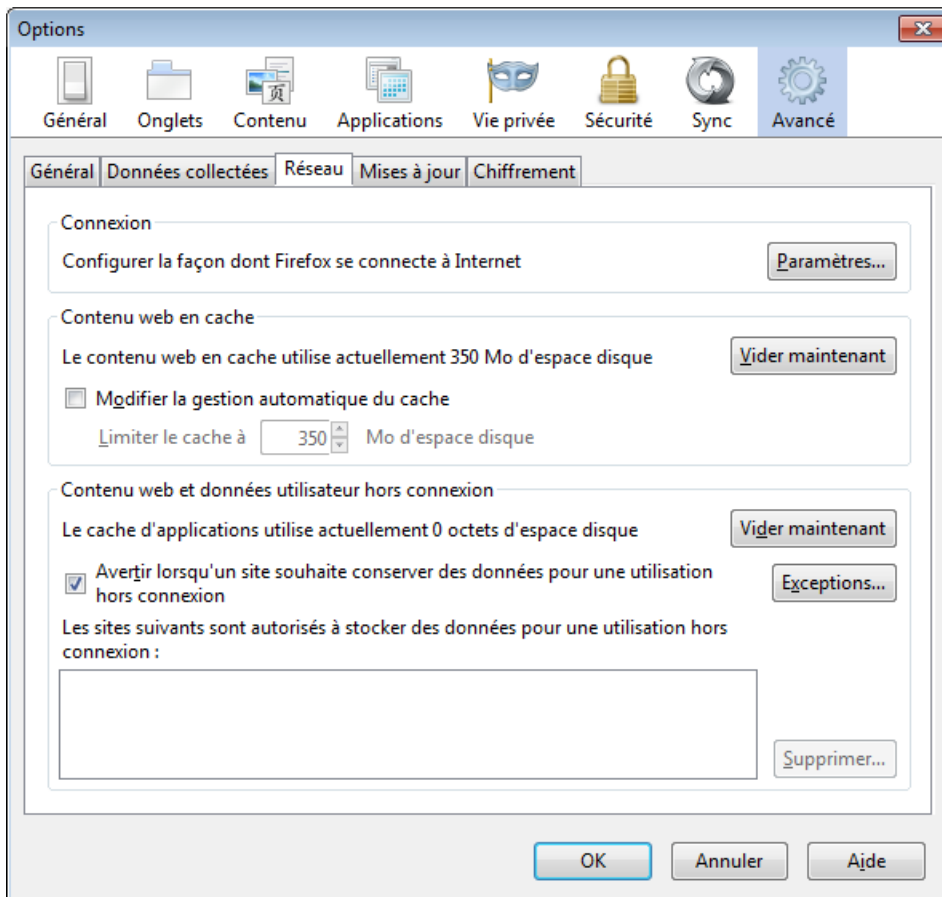 Options
Général Onglets Contenu Applications Vie privée Sécurité Sync Avancé
Général Données collectées Réseau Mises à jour Chiffrement
Connexion
Configurer la façon dont Firefox se connecte à Internet Paramètres...
Contenu web en cache
Le contenu web en cache utilise actuellement 350 Mo d'espace disque Vider maintenant
Modifier la gestion automatique du cache
Limiter le cache à 350 Mo d'espace disque
Contenu web et données utilisateur hors connexion
Le cache d'applications utilise actuellement 0 octets d'espace disque Vider maintenant
Avertir lorsqu'un site souhaite conserver des données pour une utilisation
hors connexion Exceptions...
Les sites suivants sont autorisés à stocker des données pour une utilisation hors
connexion :
Supprimer...
OK Annuler Aide